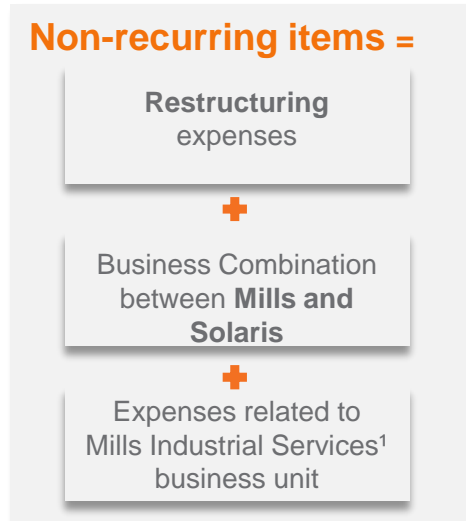 Non-recurring items =
Restructuring
expenses
Business Combination
between Mills and
Solaris
Expenses related to
Mills Industrial Services¹
business unit